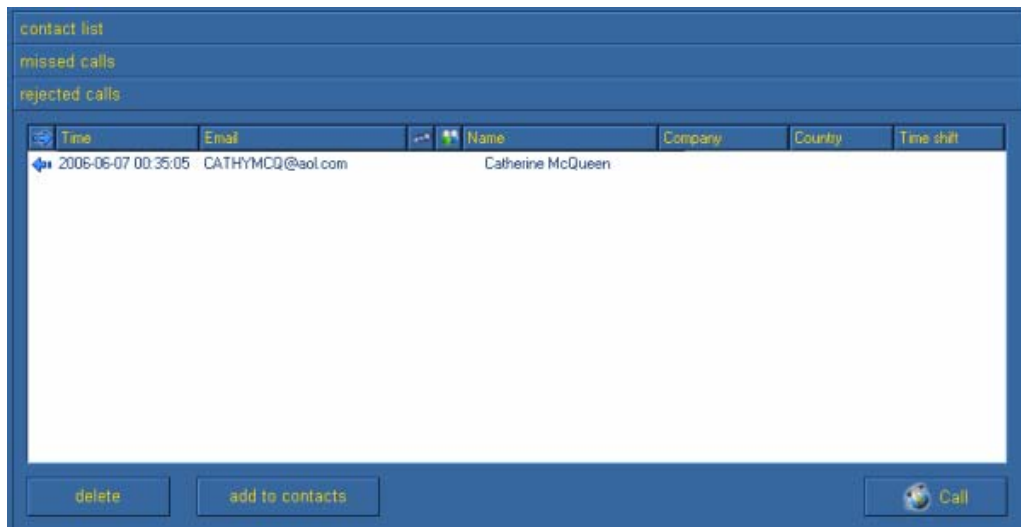 contact list
missed calls
rejected calls
Time Email Name Company Country Time shift
2006-06-07 00:35:05 CATHYMCQ@aol.com Catherine McQueen
delete add to contacts Call